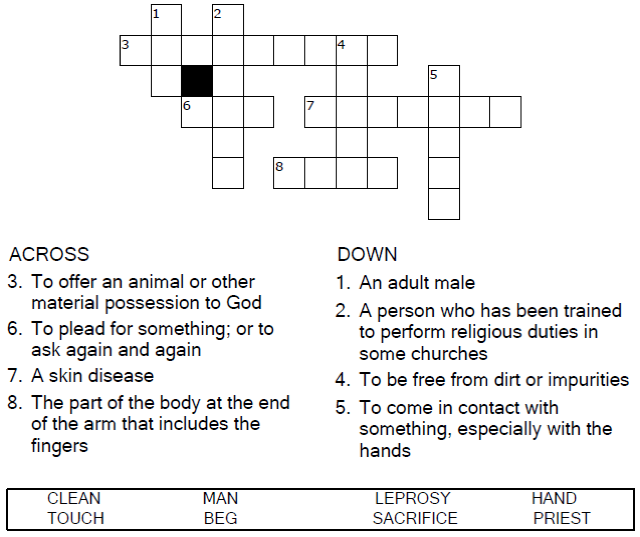 1 2
3 4
5
6 7
8
ACROSS
3. To offer an animal or other
material possession to God
6. To plead for something; or to
ask again and again
7. A skin disease
8. The part of the body at the end
of the arm that includes the
fingers
DOWN
1. An adult male
2. A person who has been trained
to perform religious duties in
some churches
4. To be free from dirt or impurities
5. To come in contact with
something, especially with the
hands
CLEAN MAN LEPROSY HAND
TOUCH BEG SACRIFICE PRIEST